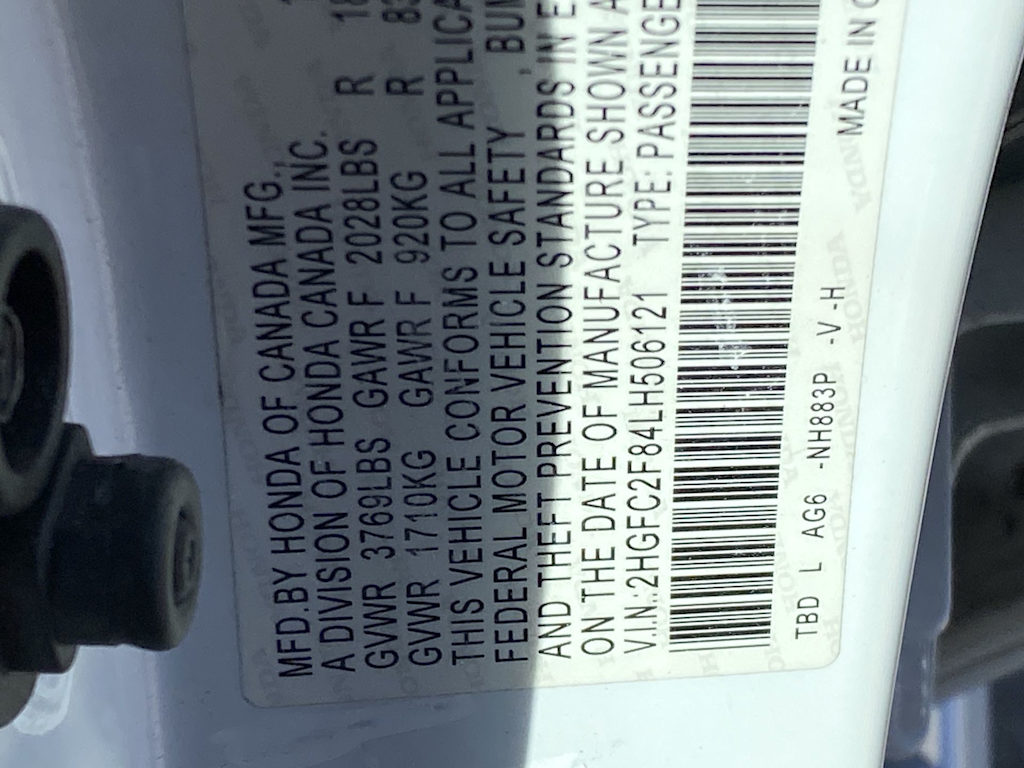 MFD.BY HONDA OF CANADA MFG.,
A DIVISION OF HONDA CANADA INC.
GVWR 3769LBS GAWR F 2028LBS R 18
GVWR 1710KG GAWR F 920KG R 83
THIS VEHICLE CONFORMS TO ALL APPLICA
FEDERAL MOTOR VEHICLE SAFETY , BUM
AND THEFT PREVENTION STANDARDS IN E
ON THE DATE OF MANUFACTURE SHOWN A
V.I.N.:2HGFC2F84LH506121 TYPE: PASSENGE
TBD L AG6 -NH883P -V -H MADE IN C